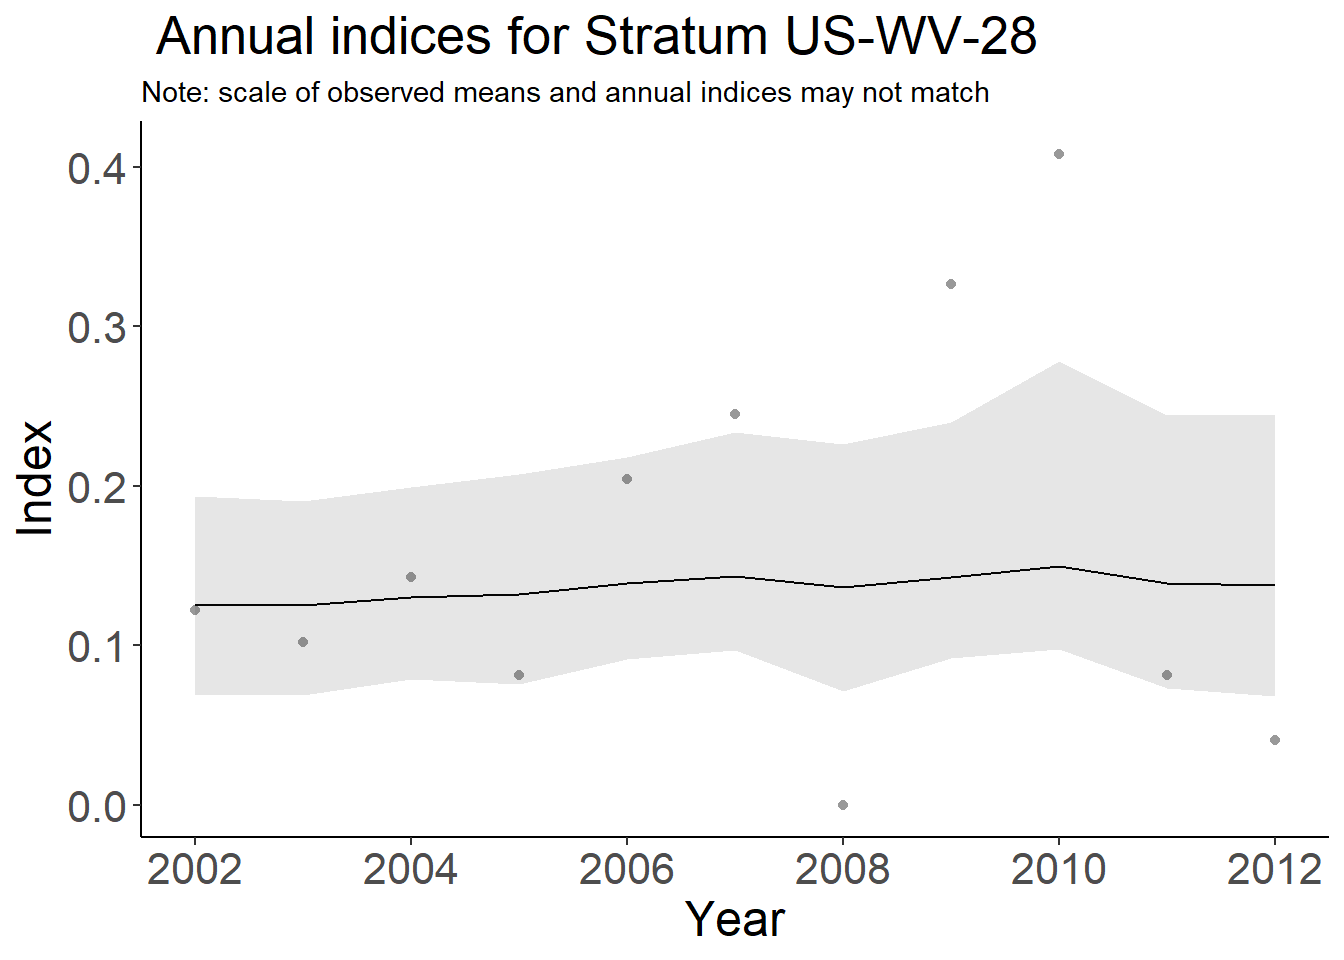 Annual indices for Stratum US-WV-28
Note: scale of observed means and annual indices may not match
0.4
0.3
0.2
0.1
0.0
Index
2002 2004 2006 2008 2010 2012
Year